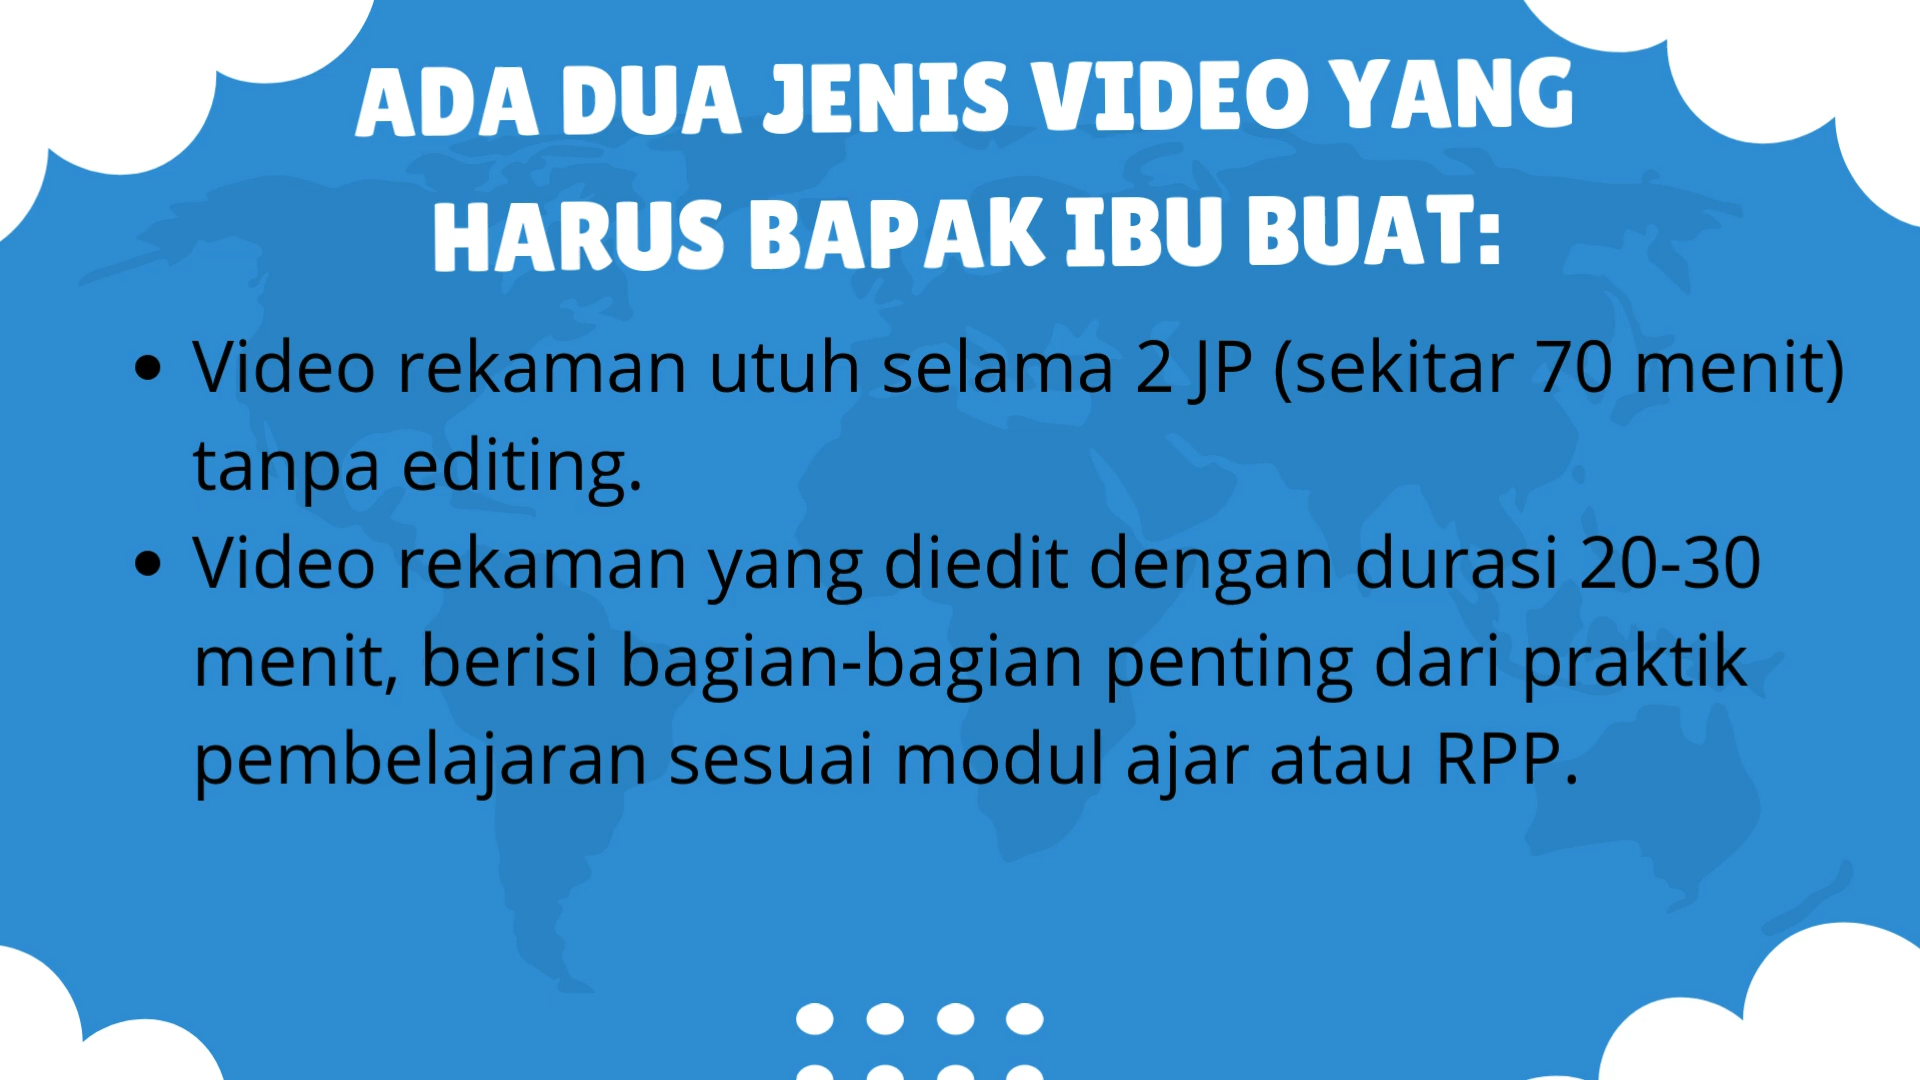 ADA DUA JENIS VIDEO YANG
HARUS BAPAK IBU BUAT:
• Video rekaman utuh selama 2 JP (sekitar 70 menit)
tanpa editing.
• Video rekaman yang diedit dengan durasi 20-30
menit, berisi bagian-bagian penting dari praktik
pembelajaran sesuai modul ajar atau RPP.